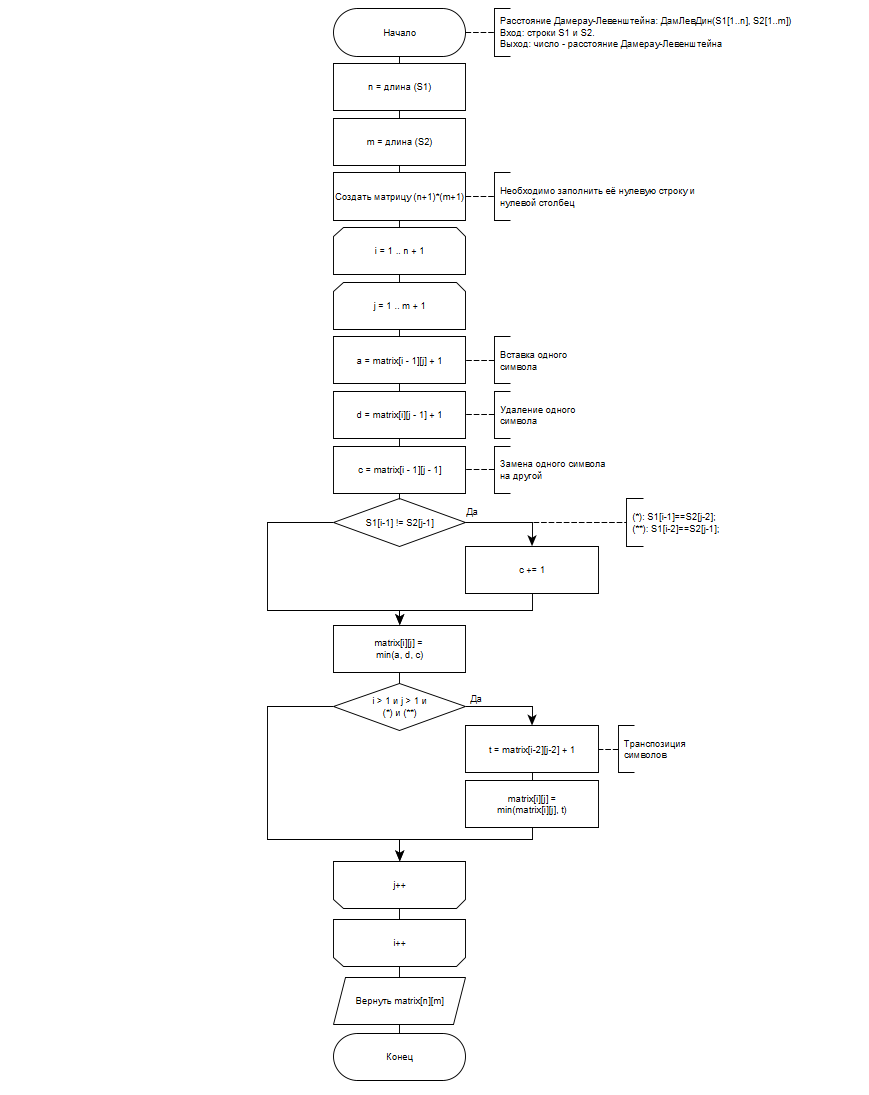 Начало
Расстояние Дамерау-Левенштейна: ДамЛевДин(S1[1..n], S2[1..m])
Вход: строки S1 и S2.
Выход: число - расстояние Дамерау-Левенштейна
n = длина (S1)
m = длина (S2)
Создать матрицу (n+1)*(m+1)
Необходимо заполнить её нулевую строку и
нулевой столбец
i = 1 .. n + 1
j = 1 .. m + 1
a = matrix[i - 1][j] + 1
Вставка одного
символа
d = matrix[i][j - 1] + 1
Удаление одного
символа
c = matrix[i - 1][j - 1]
Замена одного символа
на другой
S1[i-1] != S2[j-1]
Да
(*): S1[i-1]==S2[j-2];
(**): S1[i-2]==S2[j-1];
c += 1
matrix[i][j] =
min(a, d, c)
i > 1 и j > 1 и
(*) и (**)
Да
t = matrix[i-2][j-2] + 1
Транспозиция
символов
matrix[i][j] =
min(matrix[i][j], t)
j++
i++
Вернуть matrix[n][m]
Конец